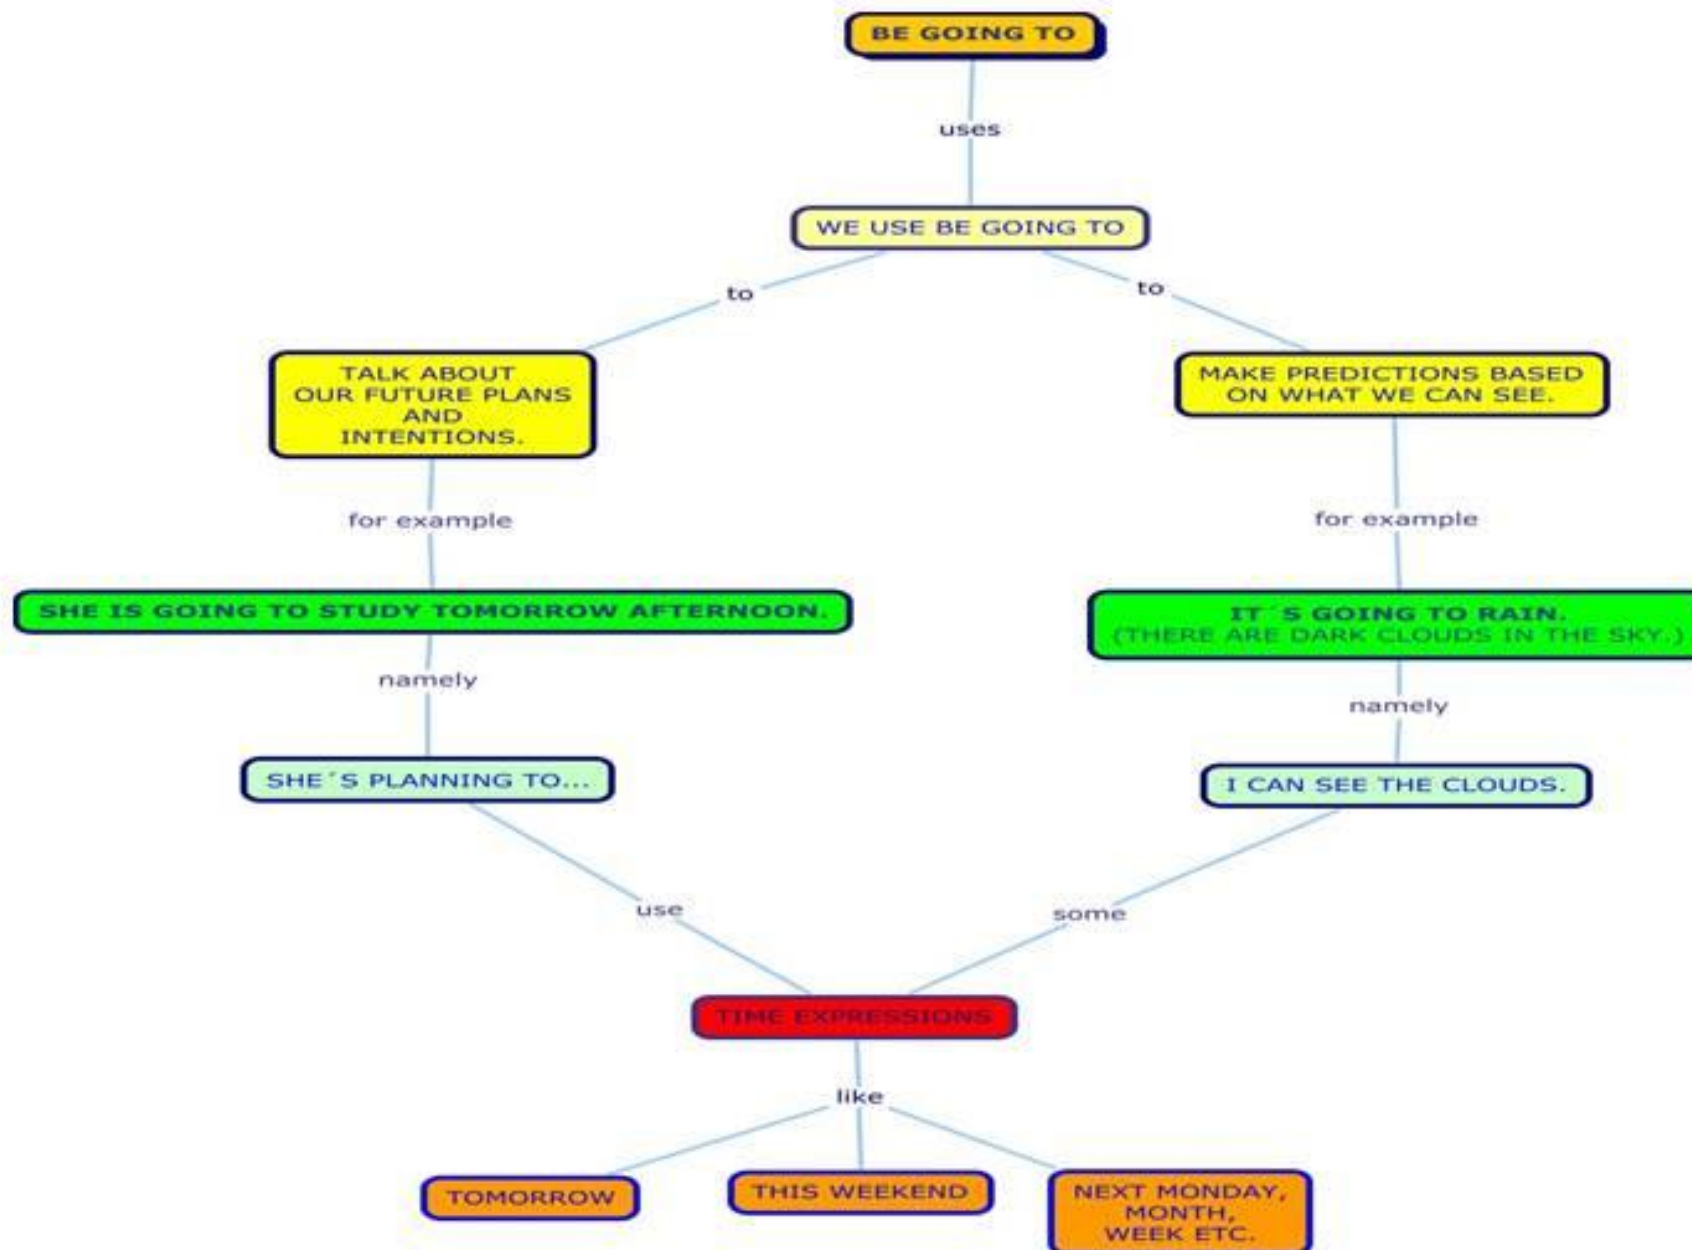 BE GOING TO
uses
WE USE BE GOING TO
to
to
TALK ABOUT
OUR FUTURE PLANS
AND
INTENTIONS.
MAKE PREDICTIONS BASED
ON WHAT WE CAN SEE.
for example
for example
SHE IS GOING TO STUDY TOMORROW AFTERNOON.
IT´S GOING TO RAIN.
(THERE ARE DARK CLOUDS IN THE SKY.)
namely
namely
SHE´S PLANNING TO...
I CAN SEE THE CLOUDS.
use
some
TIME EXPRESSIONS
like
TOMORROW
THIS WEEKEND
NEXT MONDAY,
MONTH,
WEEK ETC.